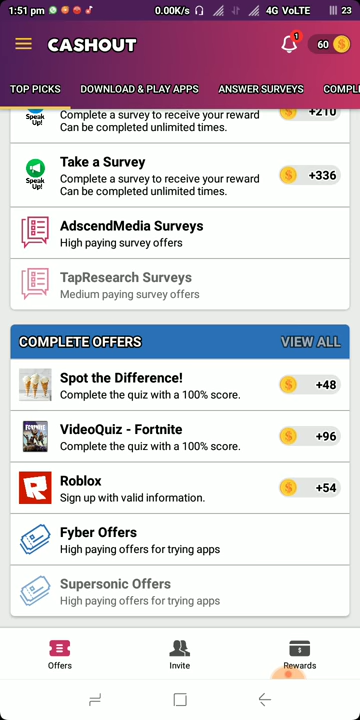 1:51 pm 0.00K/s 4G VoLTE 23
CASHOUT 1 60
TOP PICKS DOWNLOAD & PLAY APPS ANSWER SURVEYS COMPL
Speak Up!
Complete a survey to receive your reward +210
Can be completed unlimited times.
Take a Survey
Speak Up!
Complete a survey to receive your reward +336
Can be completed unlimited times.
AdscendMedia Surveys
High paying survey offers
TapResearch Surveys
Medium paying survey offers
COMPLETE OFFERS VIEW ALL
Spot the Difference!
Complete the quiz with a 100% score. +48
VideoQuiz - Fortnite
FORTNITE
Complete the quiz with a 100% score. +96
Roblox
Sign up with valid information. +54
Fyber Offers
High paying offers for trying apps
Supersonic Offers
High paying offers for trying apps
Offers Invite Rewards